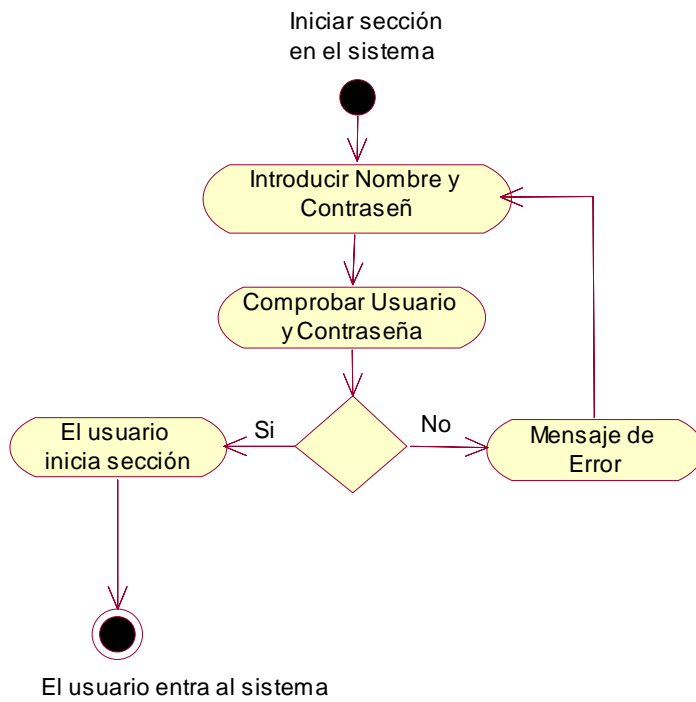 Iniciar sección
en el sistema
Introducir Nombre y
Contraseñ
Comprobar Usuario
y Contraseña
El usuario
inicia sección
Si
No
Mensaje de
Error
El usuario entra al sistema